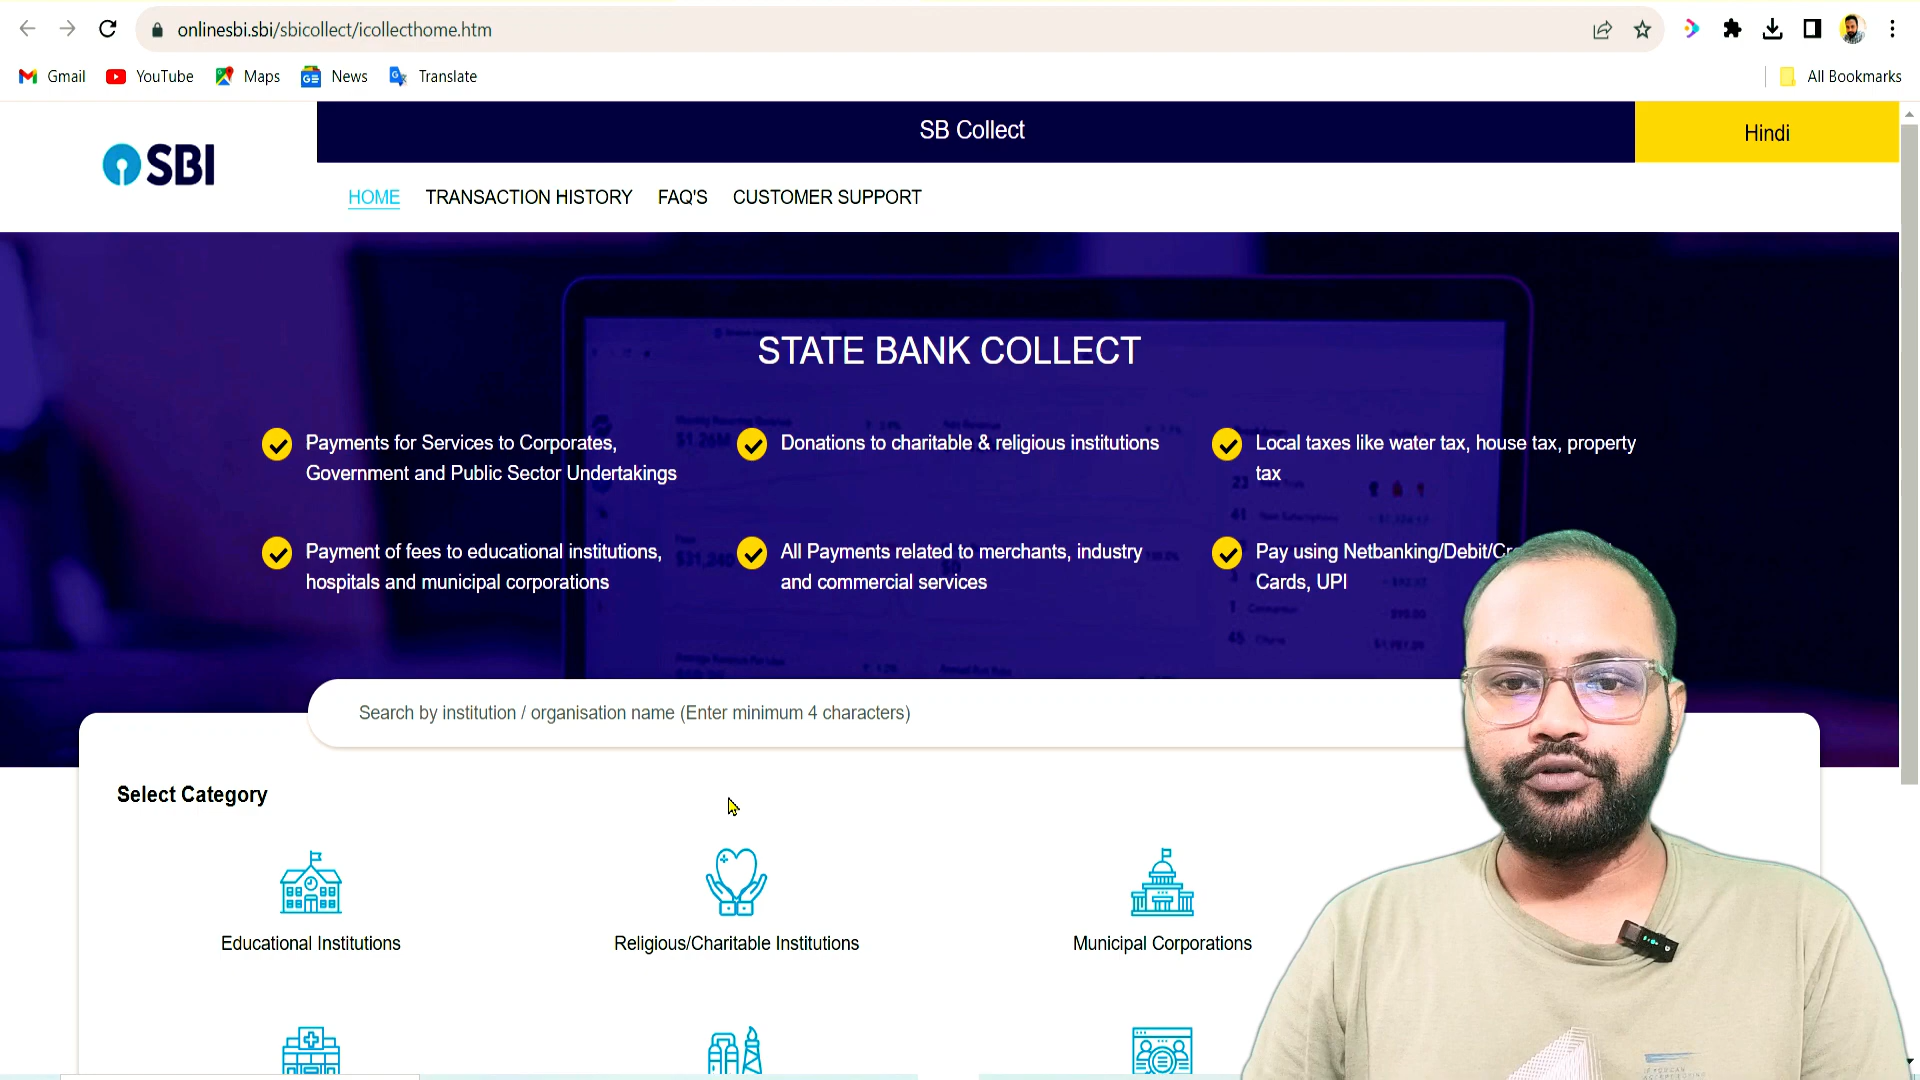 onlinesbi.sbi/sbicollect/icollecthome.htm
Gmail YouTube Maps News Translate All Bookmarks
SBI
SB Collect
Hindi
HOME TRANSACTION HISTORY FAQ'S CUSTOMER SUPPORT
STATE BANK COLLECT
Payments for Services to Corporates,
Government and Public Sector Undertakings
Donations to charitable & religious institutions
Local taxes like water tax, house tax, property
tax
Payment of fees to educational institutions,
hospitals and municipal corporations
All Payments related to merchants, industry
and commercial services
Pay using Netbanking/Debit/Cr
Cards, UPI
Search by institution / organisation name (Enter minimum 4 characters)
Select Category
Educational Institutions
Religious/Charitable Institutions
Municipal Corporations